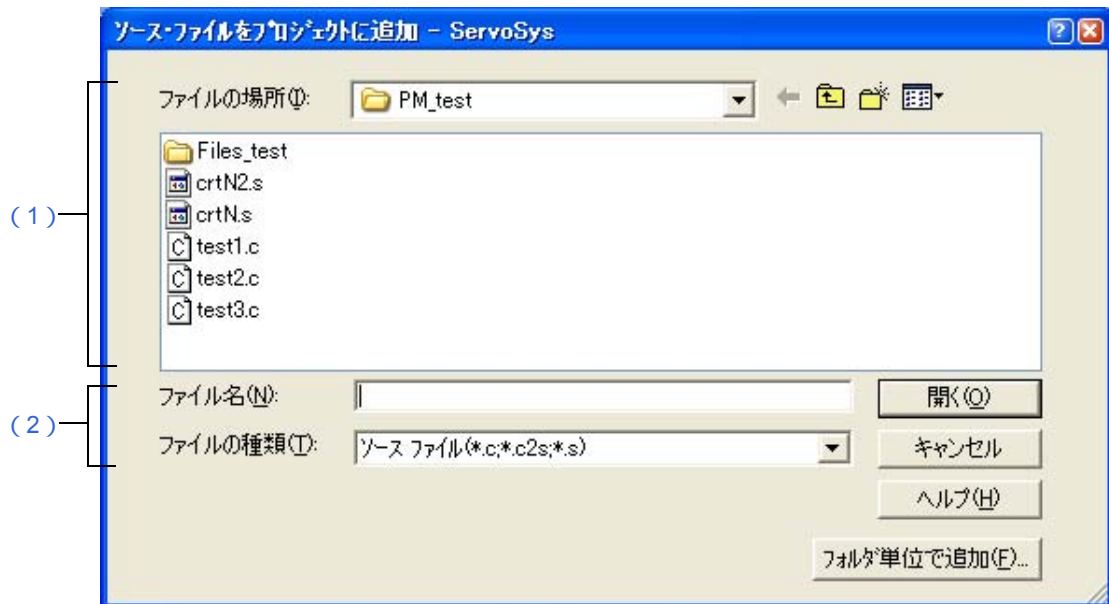 ソース・ファイルをプロジェクトに追加 - ServoSys
(1)
ファイルの場所(I):
PM_test
Files_test
crtN2.s
crtN.s
test1.c
test2.c
test3.c
(2)
ファイル名(N):
開く(O)
ファイルの種類(T):
ソース ファイル(*.c;*.c2s;*.s)
キャンセル
ヘルプ(H)
フォルダ単位で追加(F)...